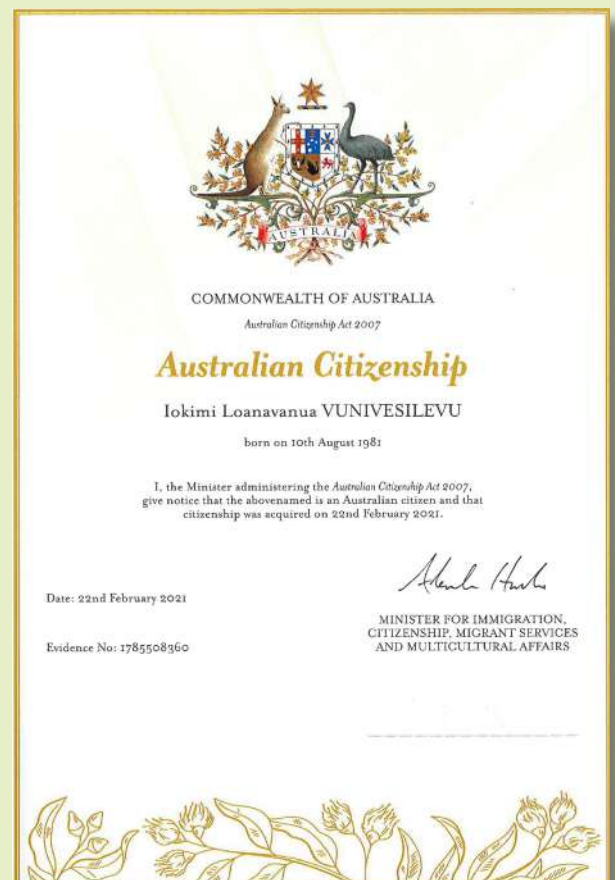 AUSTRALIA
COMMONWEALTH OF AUSTRALIA
Australian Citizenship Act 2007
Australian Citizenship
Iokimi Loanavanua VUNIVESILEVU
born on 10th August 1981
I, the Minister administering the Australian Citizenship Act 2007,
give notice that the abovenamed is an Australian citizen and that
citizenship was acquired on 22nd February 2021.
Date: 22nd February 2021
MINISTER FOR IMMIGRATION,
CITIZENSHIP, MIGRANT SERVICES
AND MULTICULTURAL AFFAIRS
Evidence No: 1785508360